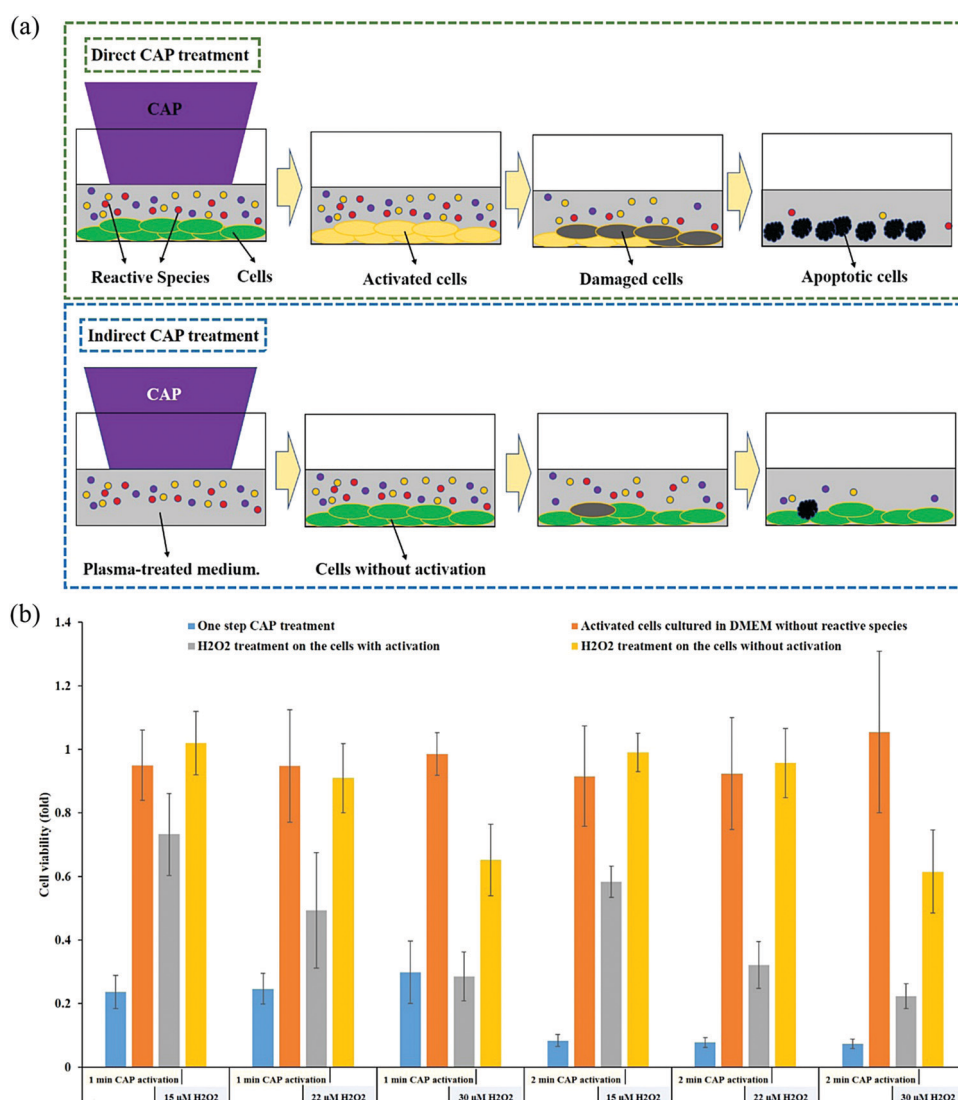 (a)
Direct CAP treatment
CAP
Reactive Species
Cells
Activated cells
Damaged cells
Apoptotic cells
Indirect CAP treatment
CAP
Plasma-treated medium.
Cells without activation
(b)
One step CAP treatment
Activated cells cultured in DMEM without reactive species
H2O2 treatment on the cells with activation
H2O2 treatment on the cells without activation
Cell viability (fold)
1.4
1.2
1
0.8
0.6
0.4
0.2
0
1 min CAP activation
1 min CAP activation
1 min CAP activation
2 min CAP activation
2 min CAP activation
2 min CAP activation
15 µM H2O2
22 µM H2O2
30 µM H2O2
15 µM H2O2
22 µM H2O2
30 µM H2O2